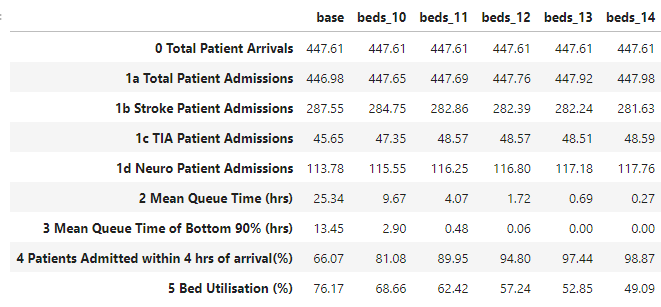 base beds_10 beds_11 beds_12 beds_13 beds_14
0 Total Patient Arrivals 447.61 447.61 447.61 447.61 447.61 447.61
1a Total Patient Admissions 446.98 447.65 447.69 447.76 447.92 447.98
1b Stroke Patient Admissions 287.55 284.75 282.86 282.39 282.24 281.63
1c TIA Patient Admissions 45.65 47.35 48.57 48.57 48.51 48.59
1d Neuro Patient Admissions 113.78 115.55 116.25 116.80 117.18 117.76
2 Mean Queue Time (hrs) 25.34 9.67 4.07 1.72 0.69 0.27
3 Mean Queue Time of Bottom 90% (hrs) 13.45 2.90 0.48 0.06 0.00 0.00
4 Patients Admitted within 4 hrs of arrival(%) 66.07 81.08 89.95 94.80 97.44 98.87
5 Bed Utilisation (%) 76.17 68.66 62.42 57.24 52.85 49.09